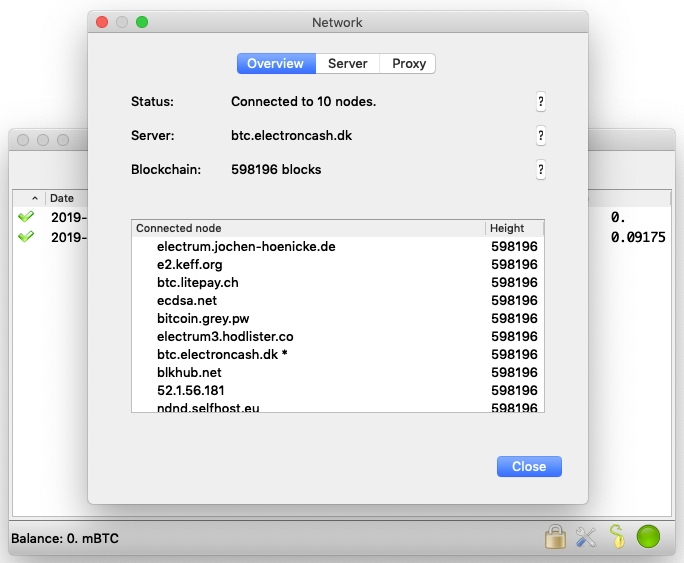 Network
Overview Server Proxy
Status: Connected to 10 nodes. ?
Server: btc.electroncash.dk ?
Blockchain: 598196 blocks ?
Date
2019- 0.
2019- 0.09175
Connected node Height
electrum.jochen-hoenicke.de 598196
e2.keff.org 598196
btc.litepay.ch 598196
ecdsa.net 598196
bitcoin.grey.pw 598196
electrum3.hodlister.co 598196
btc.electroncash.dk * 598196
blkhub.net 598196
52.1.56.181 598196
ndnd.selfhost.eu 598196
Close
Balance: 0. mBTC